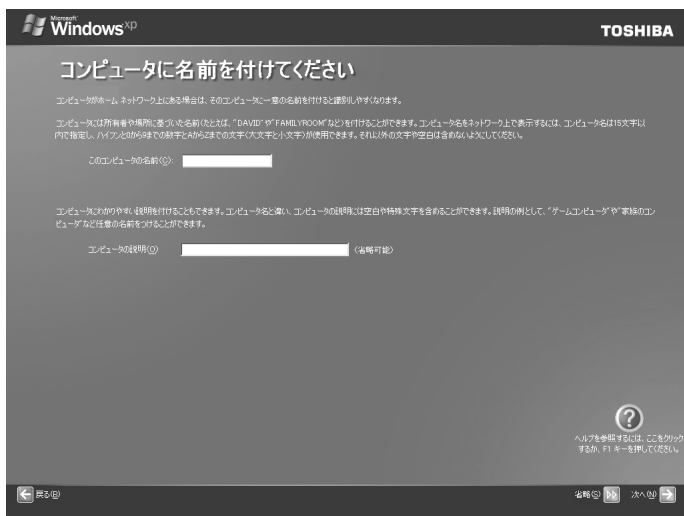 Microsoft
Windows xp
TOSHIBA
コンピュータに名前を付けてください
コンピュータがホーム ネットワーク上にある場合は、そのコンピュータに一意の名前を付けると識別しやすくなります。
コンピュータには所有者や場所に基づいた名前(たとえば、"DAVID" や "FAMILYROOM" など)を付けることができます。コンピュータ名をネットワーク上で表示するには、コンピュータ名は15文字以
内で指定し、ハイフンと0から9までの数字とAからZまでの文字(大文字と小文字)が使用できます。それ以外の文字や空白は含めないようにしてください。
このコンピュータの名前(C):
コンピュータにわかりやすい説明を付けることもできます。コンピュータ名と違い、コンピュータの説明には空白や特殊文字を含めることができます。説明の例として、"ゲームコンピュータ" や "家族のコン
ピュータ" など任意の名前をつけることができます。
コンピュータの説明(O)
(省略可能)
ヘルプを参照するには、ここをクリック
するか、F1 キーを押してください。
戻る(B)
省略(S)
次へ(N)